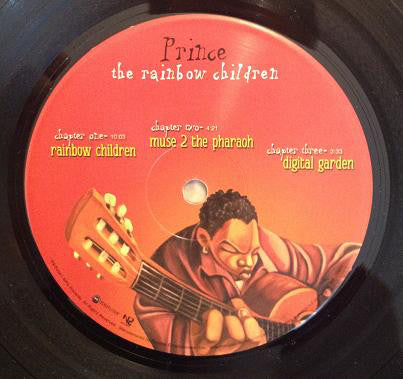 Prince
the rainbow children
chapter one- 10:03
rainbow children
chapter two- 4:21
muse 2 the pharaoh
chapter three- 3:33
digital garden